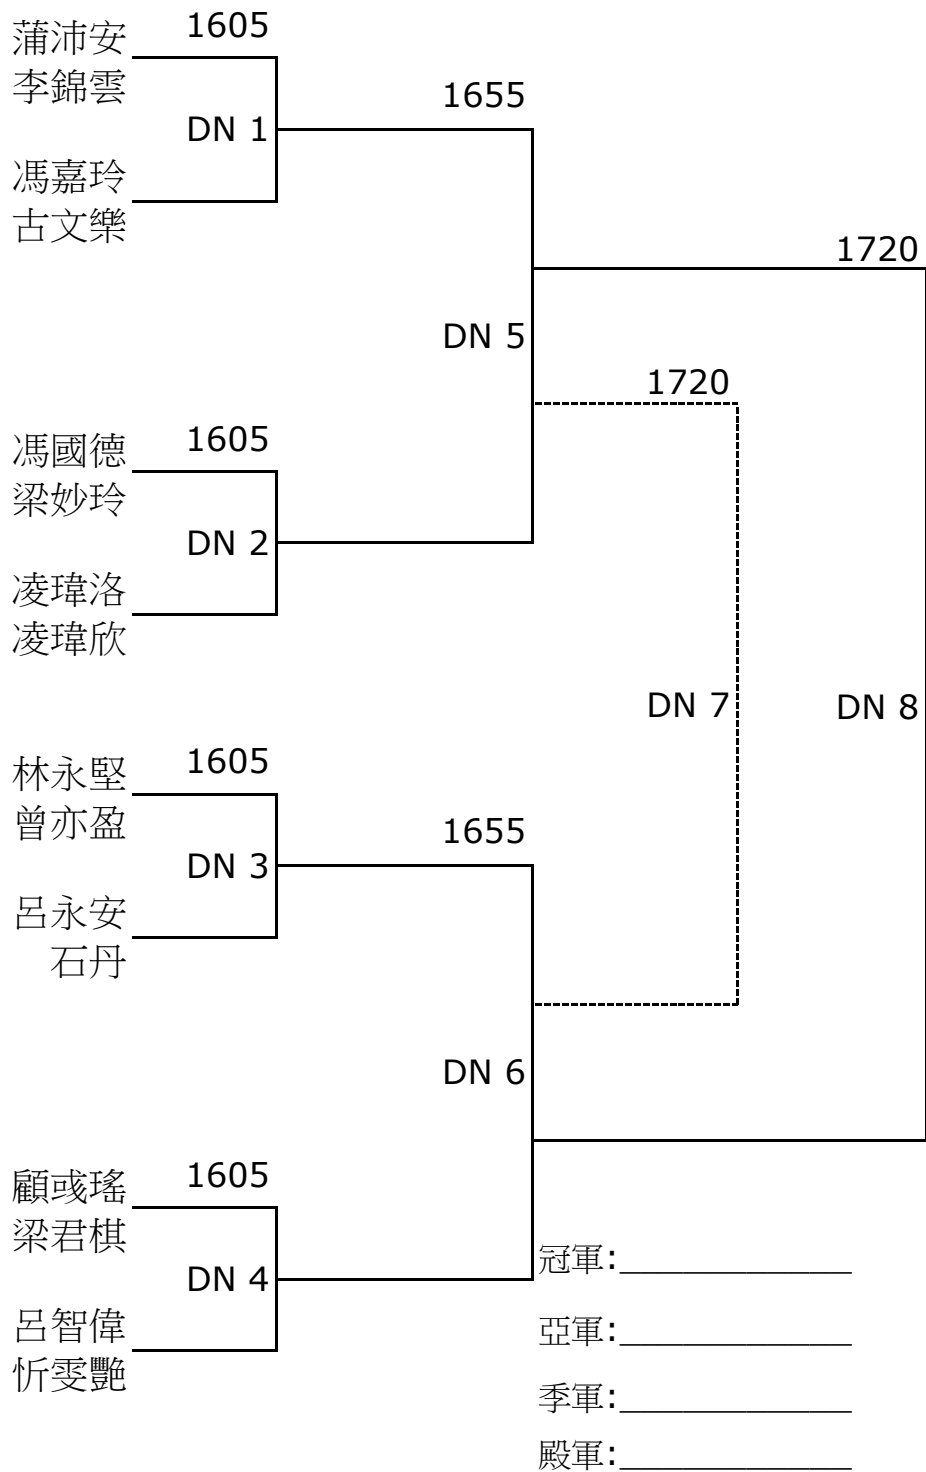 蒲沛安
李錦雲
1605
DN 1
馮嘉玲
古文樂
1655
1720
DN 5
1720
馮國德
梁妙玲
1605
DN 2
凌瑋洛
凌瑋欣
DN 7
DN 8
林永堅
曾亦盈
1605
DN 3
呂永安
石丹
1655
DN 6
顧彧瑤
梁君棋
1605
DN 4
呂智偉
忻雯艷
冠軍:____________
亞軍:____________
季軍:____________
殿軍:____________